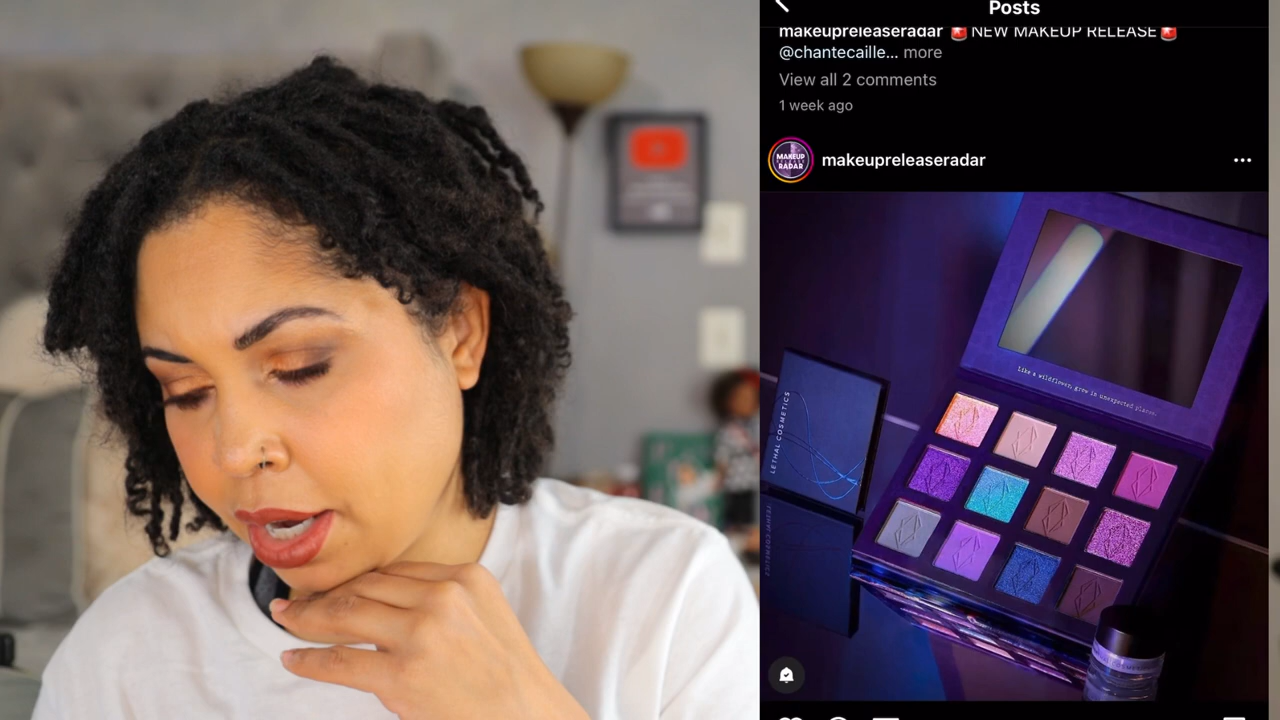 Posts
makeupreleaseradar 🚨NEW MAKEUP RELEASE🚨
@chantecaille... more
View all 2 comments
1 week ago
MAKEUP
RADAR
makeupreleaseradar
Like a wildflower; grow in unexpected places.
LETHAL COSMETICS